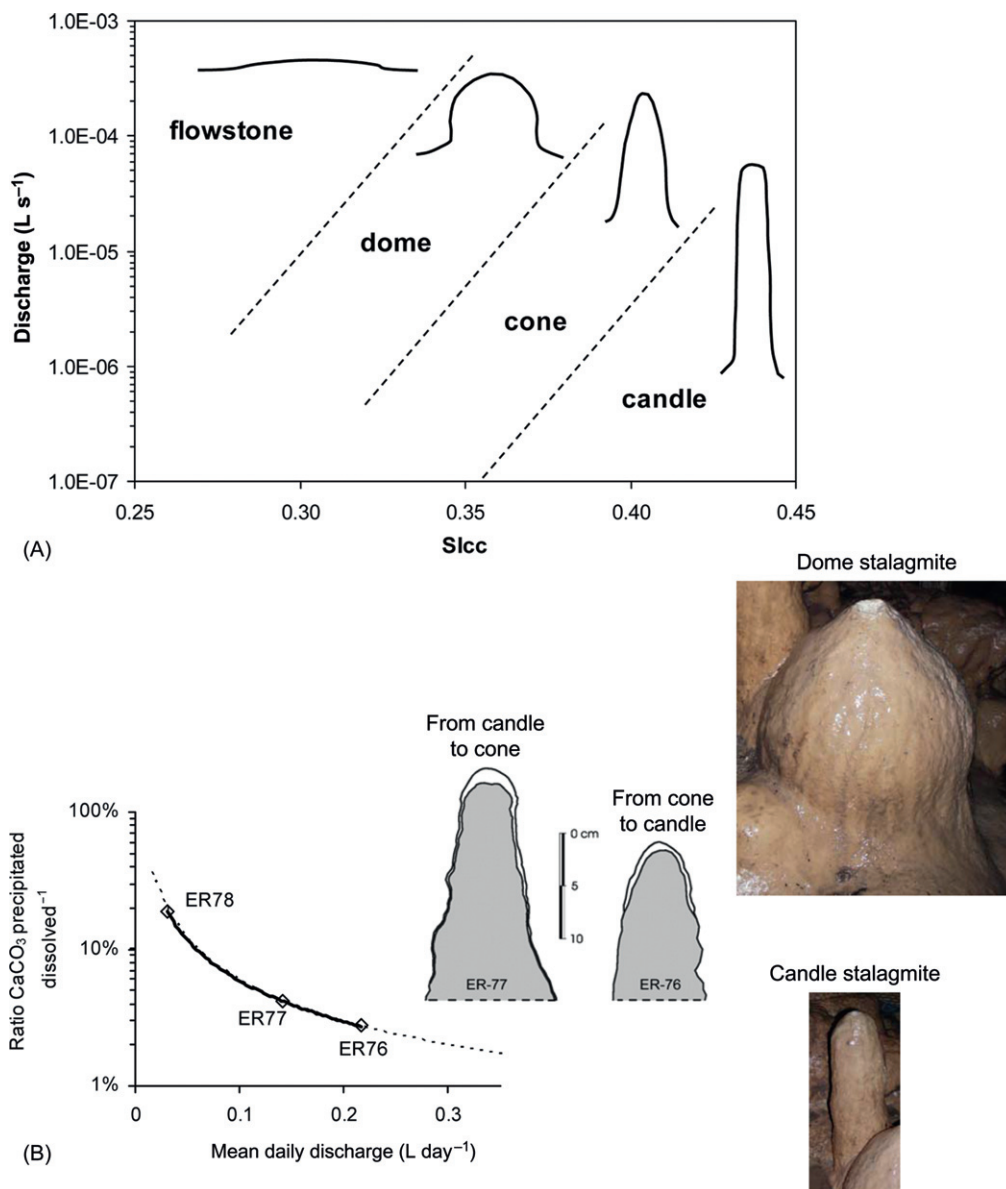 1.0E-03
1.0E-04
1.0E-05
1.0E-06
1.0E-07
Discharge (L s⁻¹)
flowstone
dome
cone
candle
0.25
0.30
0.35
0.40
0.45
SIcc
(A)
Dome stalagmite
From candle
to cone
From cone
to candle
0 cm
5
10
ER-77
ER-76
100%
10%
1%
Ratio CaCO₃ precipitated
dissolved⁻¹
ER78
ER77
ER76
0
0.1
0.2
0.3
Mean daily discharge (L day⁻¹)
(B)
Candle stalagmite